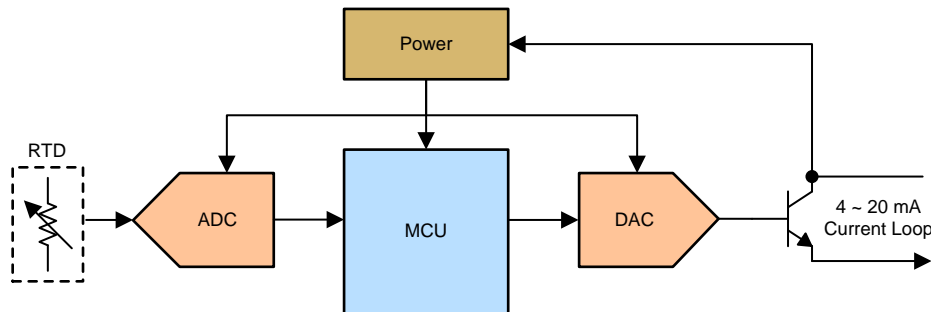 Power
RTD
ADC
MCU
DAC
4 ~ 20 mA
Current Loop